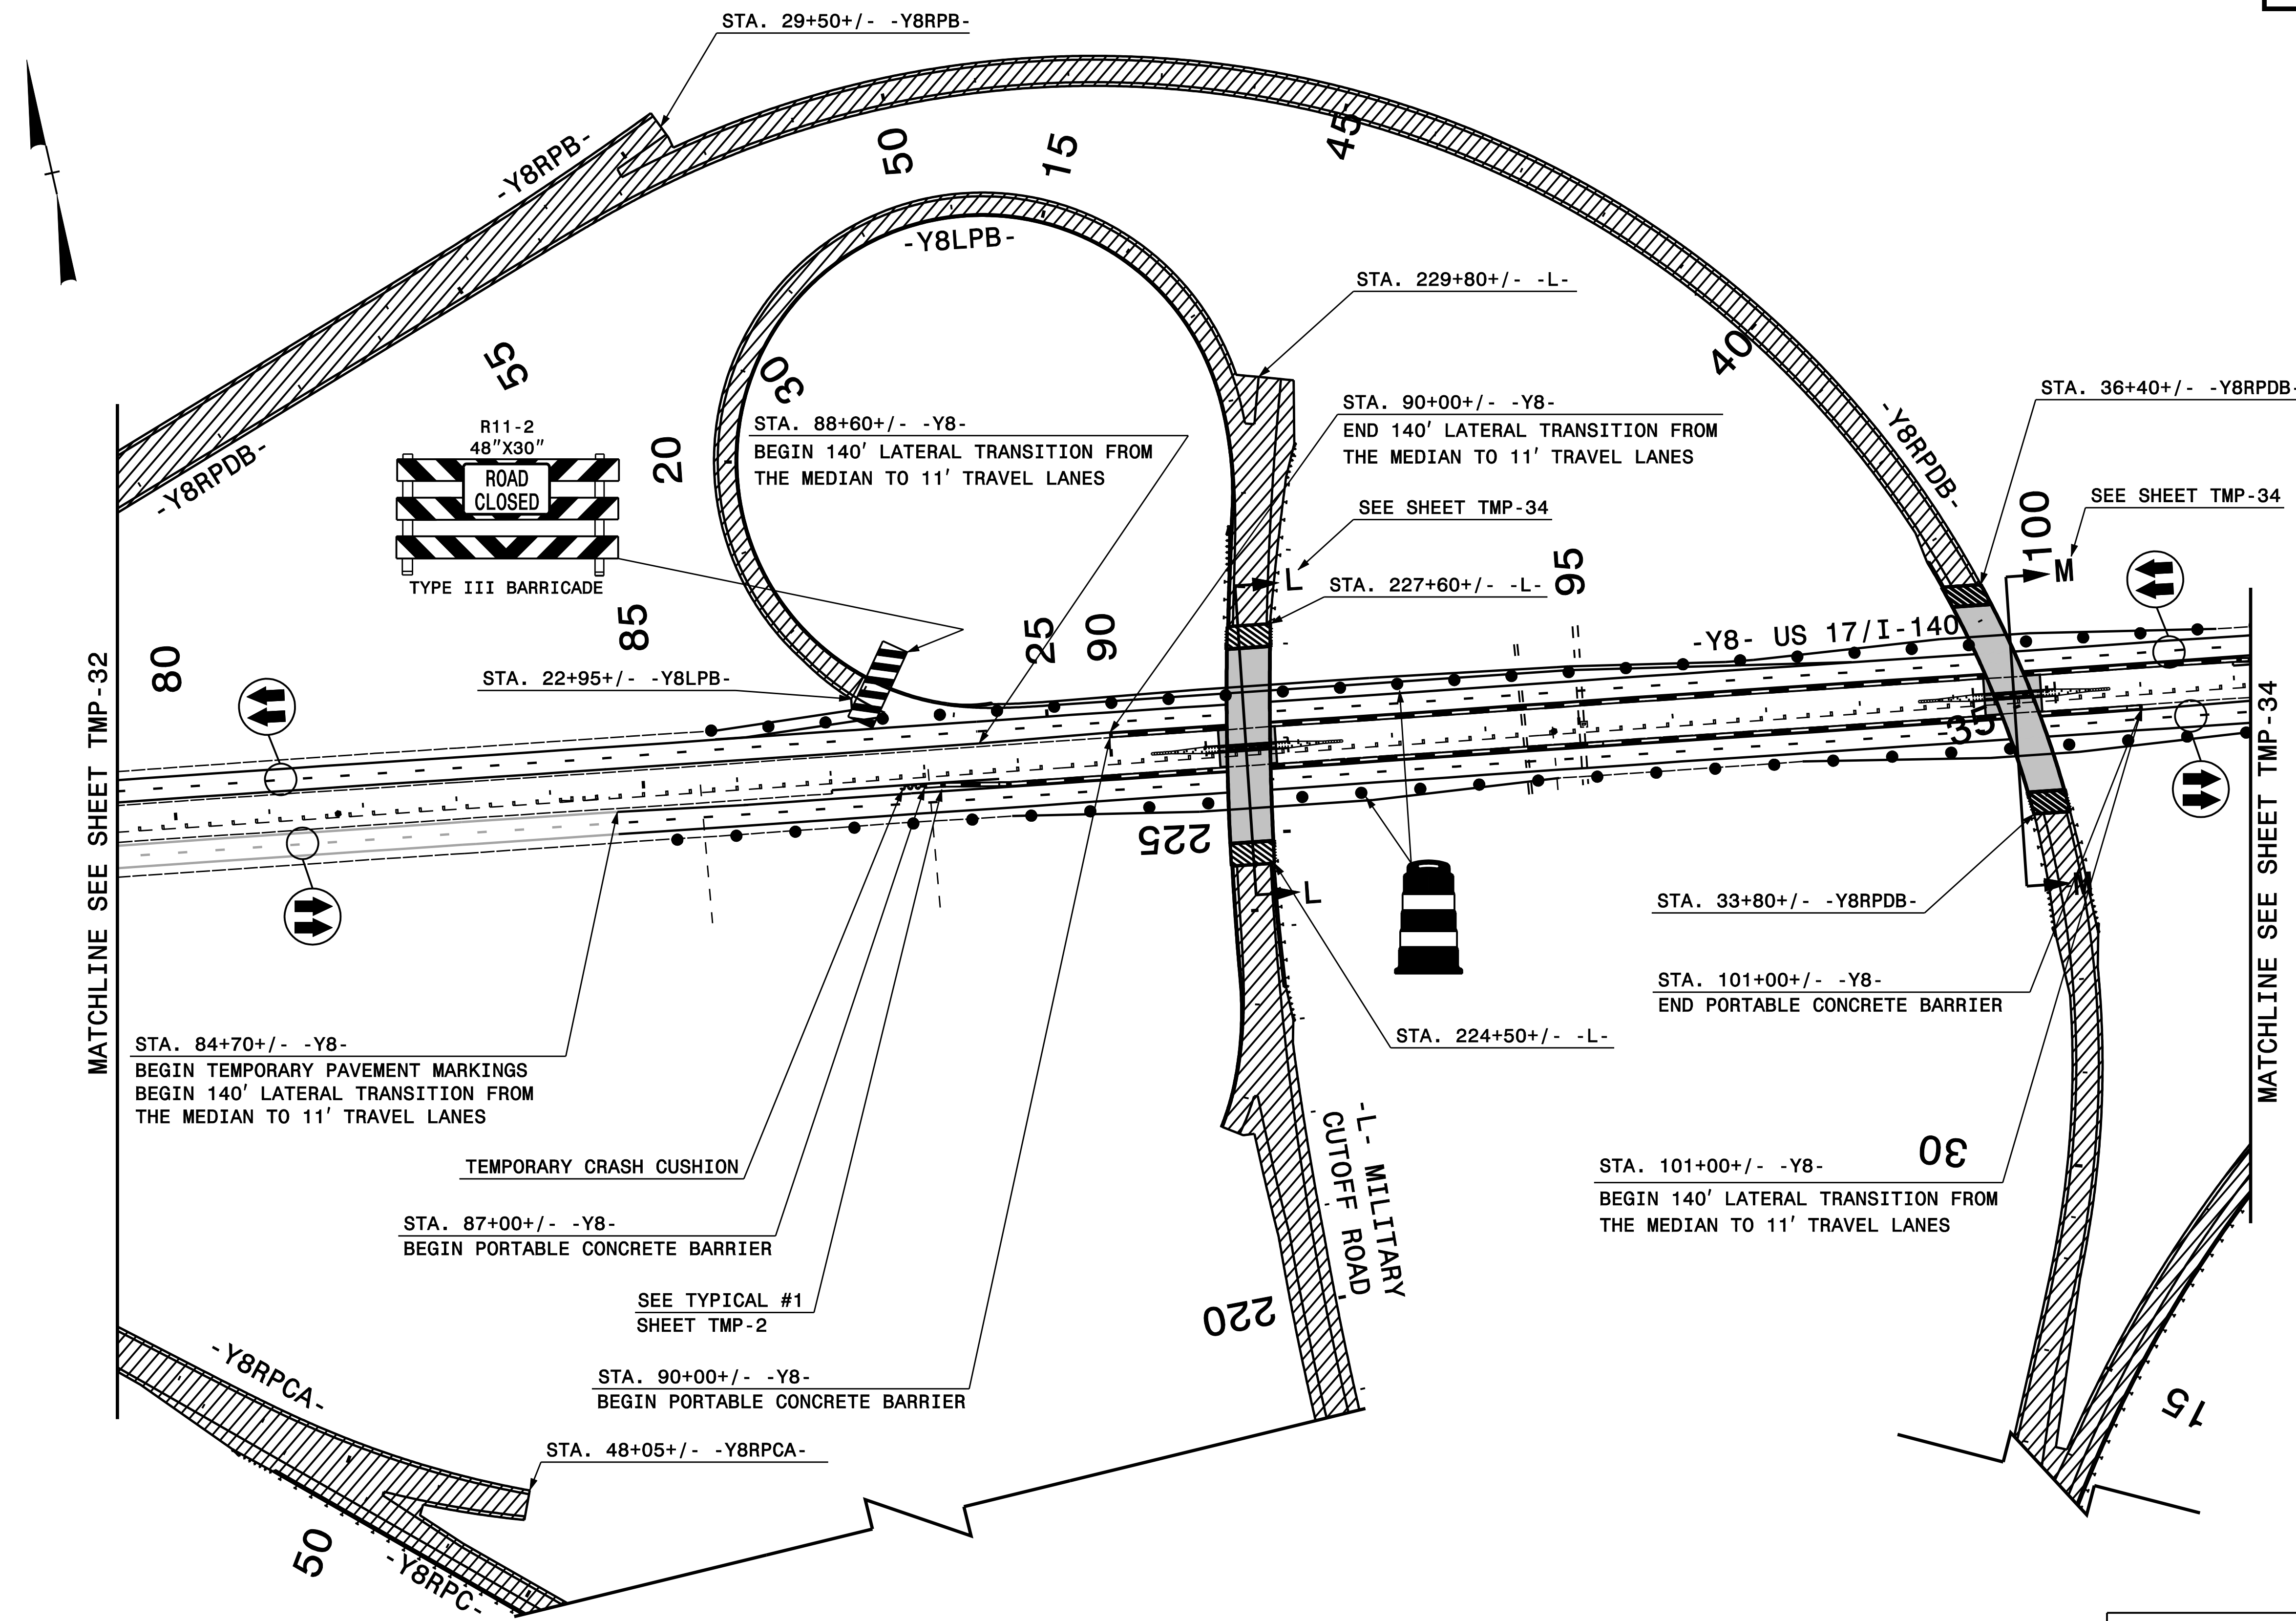 STA. 29+50+/- -Y8RPB-
-Y8RPB-
50
15
45
-Y8LPB-
STA. 229+80+/- -L-
40
55
30
STA. 36+40+/- -Y8RPDB-
R11-2
48"X30"
ROAD
CLOSED
TYPE III BARRICADE
20
STA. 88+60+/- -Y8-
BEGIN 140' LATERAL TRANSITION FROM
THE MEDIAN TO 11' TRAVEL LANES
STA. 90+00+/- -Y8-
END 140' LATERAL TRANSITION FROM
THE MEDIAN TO 11' TRAVEL LANES
-Y8RPDB-
-Y8RPDB-
SEE SHEET TMP-34
SEE SHEET TMP-34
100
M
L
STA. 227+60+/- -L-
95
85
25
90
80
-Y8- US 17/I-140
STA. 22+95+/- -Y8LPB-
MATCHLINE SEE SHEET TMP-32
MATCHLINE SEE SHEET TMP-34
35
225
L
M
STA. 33+80+/- -Y8RPDB-
STA. 101+00+/- -Y8-
END PORTABLE CONCRETE BARRIER
STA. 224+50+/- -L-
STA. 84+70+/- -Y8-
BEGIN TEMPORARY PAVEMENT MARKINGS
BEGIN 140' LATERAL TRANSITION FROM
THE MEDIAN TO 11' TRAVEL LANES
-L- MILITARY
CUTOFF ROAD
30
TEMPORARY CRASH CUSHION
STA. 101+00+/- -Y8-
BEGIN 140' LATERAL TRANSITION FROM
THE MEDIAN TO 11' TRAVEL LANES
STA. 87+00+/- -Y8-
BEGIN PORTABLE CONCRETE BARRIER
SEE TYPICAL #1
SHEET TMP-2
220
STA. 90+00+/- -Y8-
BEGIN PORTABLE CONCRETE BARRIER
-Y8RPCA-
15
STA. 48+05+/- -Y8RPCA-
50
-Y8RPC-